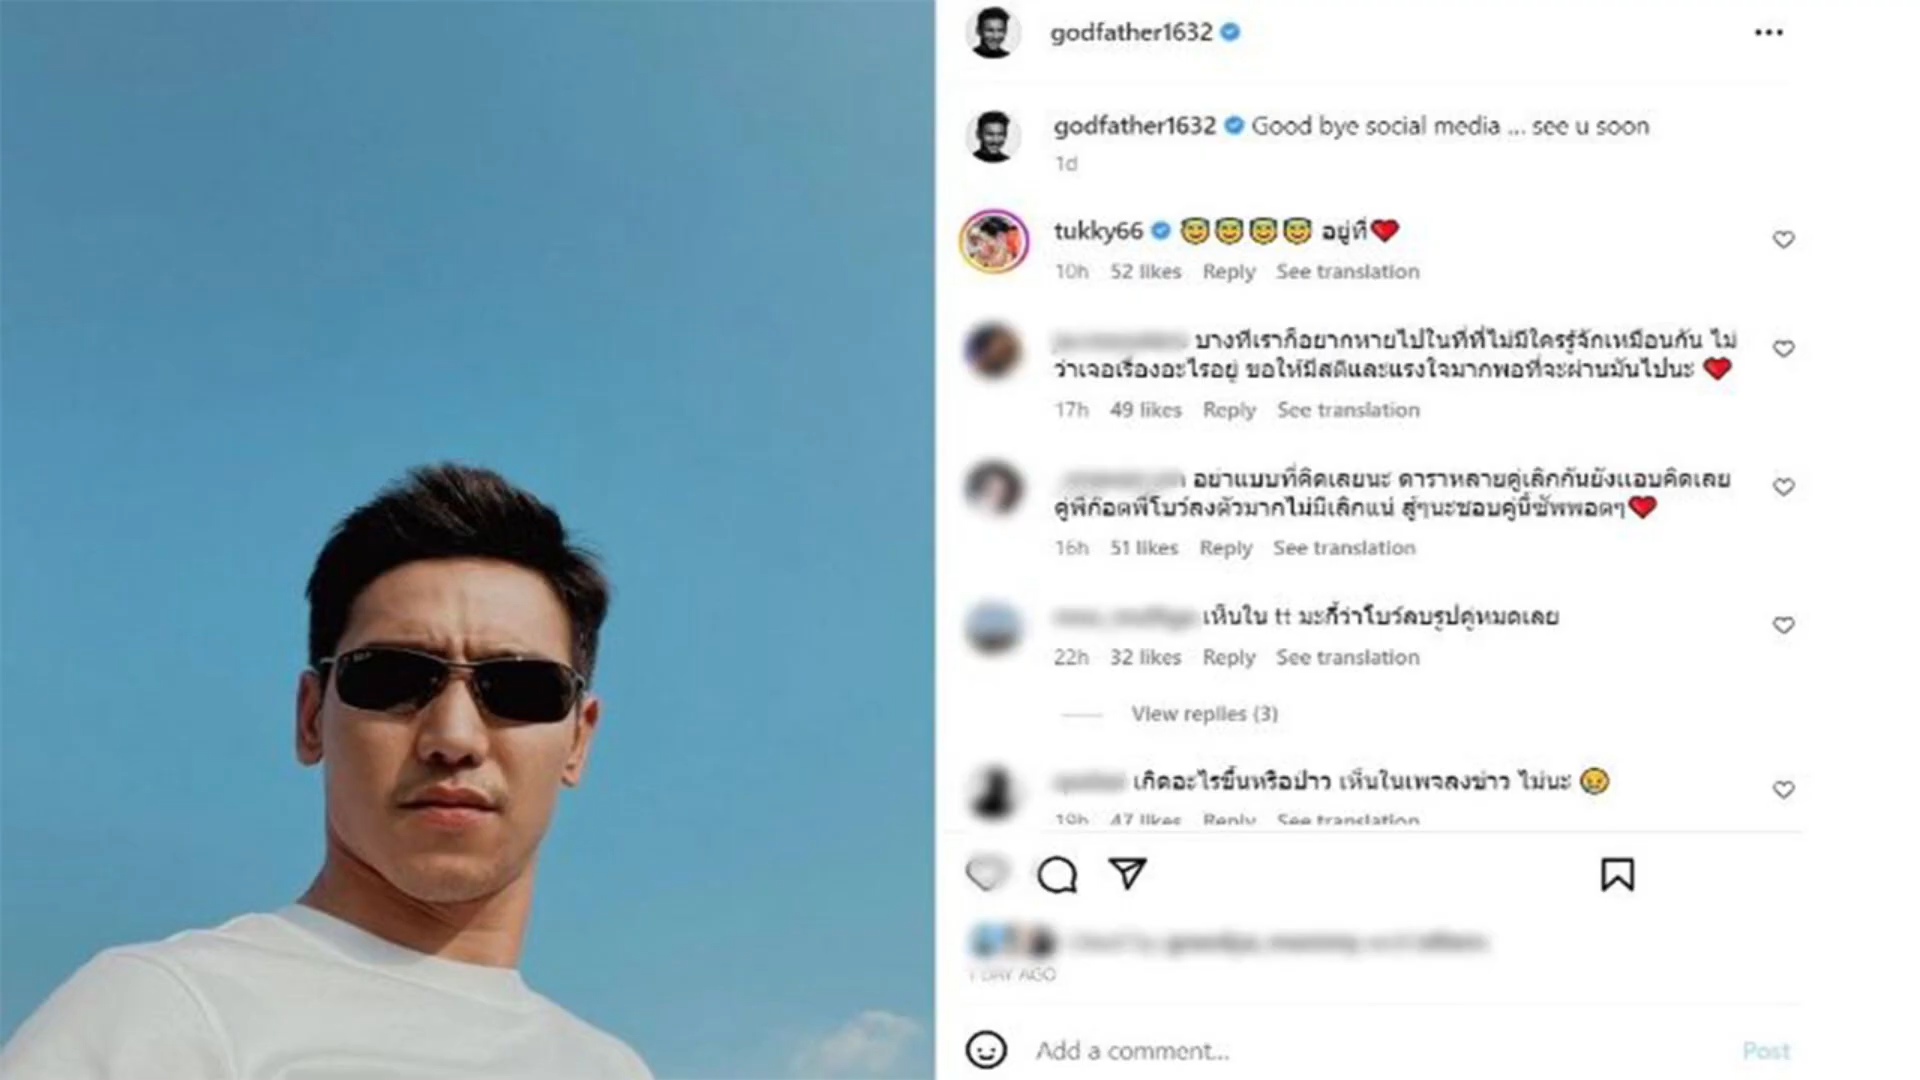 godfather1632
godfather1632 Good bye social media ... see u soon
1d
tukky66 😇😇😇😇 อยู่ที่❤️
10h 52 likes Reply See translation
บางทีเราก็อยากหายไปในที่ที่ไม่มีใครรู้จักเหมือนกัน ไม่
ว่าเจอเรื่องอะไรอยู่ ขอให้มีสติและแรงใจมากพอที่จะผ่านมันไปนะ ❤️
17h 49 likes Reply See translation
อย่าแบบที่คิดเลยนะ ดาราหลายคู่เลิกกันยังแอบคิดเลย
คู่พี่ก๊อตพี่โบว์ลงตัวมากไม่มีเลิกแน่ สู้ๆนะชอบคู่นี้ซัพพอตๆ❤️
16h 51 likes Reply See translation
เห็นใน tt มะกี้ว่าโบว์ลบรูปคู่หมดเลย
22h 32 likes Reply See translation
View replies (3)
เกิดอะไรขึ้นหรือป่าว เห็นในเพจลงข่าว ไม่นะ 😢
19h 47 likes Reply See translation
1 DAY AGO
Add a comment...
Post